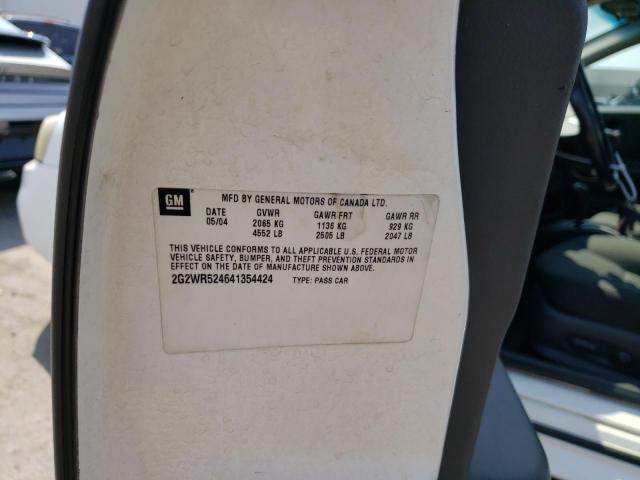 GM MFD BY GENERAL MOTORS OF CANADA LTD.
DATE GVWR GAWR FRT GAWR RR
05/04 2065 KG 1136 KG 929 KG
4552 LB 2505 LB 2047 LB
THIS VEHICLE CONFORMS TO ALL APPLICABLE U.S. FEDERAL MOTOR
VEHICLE SAFETY, BUMPER, AND THEFT PREVENTION STANDARDS IN
EFFECT ON THE DATE OF MANUFACTURE SHOWN ABOVE.
2G2WR524641354424 TYPE: PASS CAR